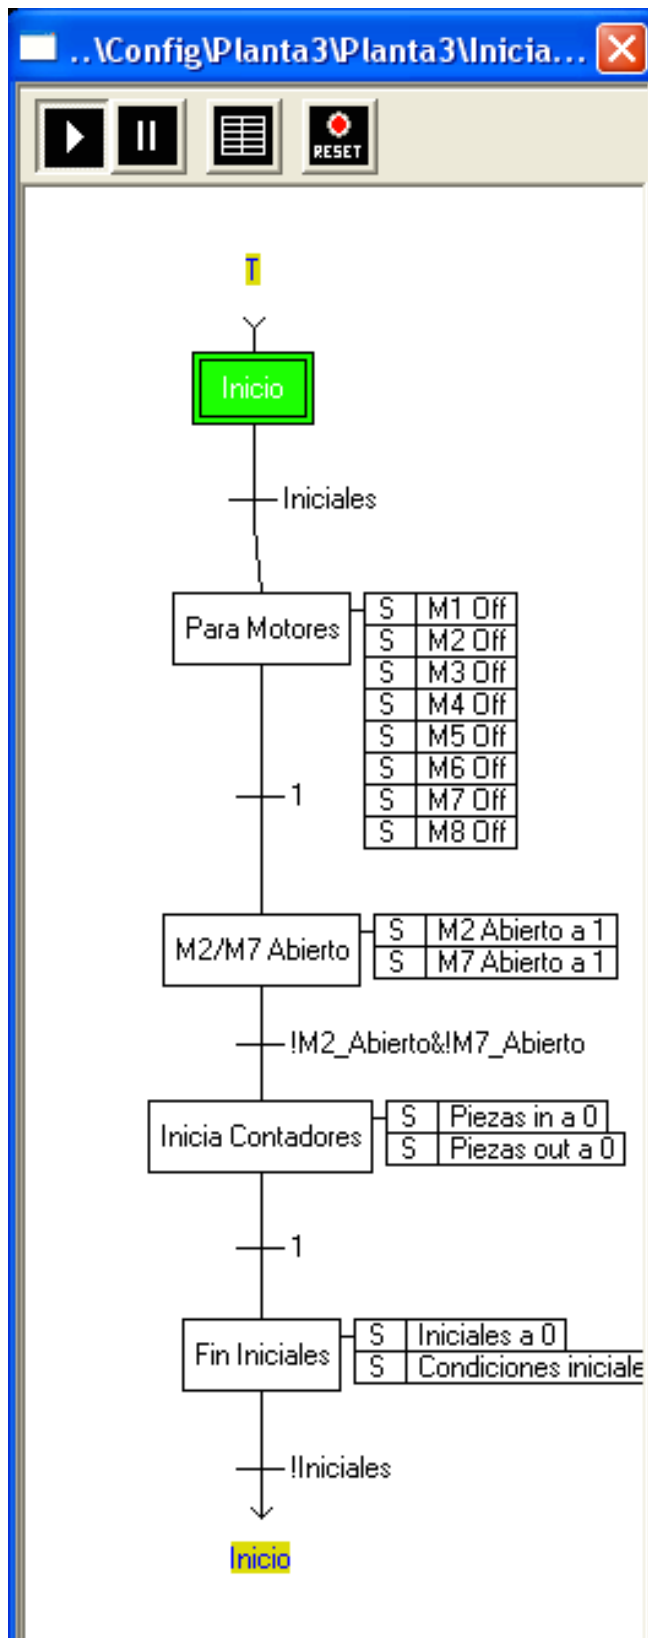 ..\Config\Planta3\Planta3\Inicia...
RESET
T
Inicio
Iniciales
Para Motores
S M1 Off
S M2 Off
S M3 Off
S M4 Off
S M5 Off
S M6 Off
S M7 Off
S M8 Off
1
M2/M7 Abierto
S M2 Abierto a 1
S M7 Abierto a 1
!M2_Abierto&!M7_Abierto
Inicia Contadores
S Piezas in a 0
S Piezas out a 0
1
Fin Iniciales
S Iniciales a 0
S Condiciones iniciale
!Iniciales
Inicio